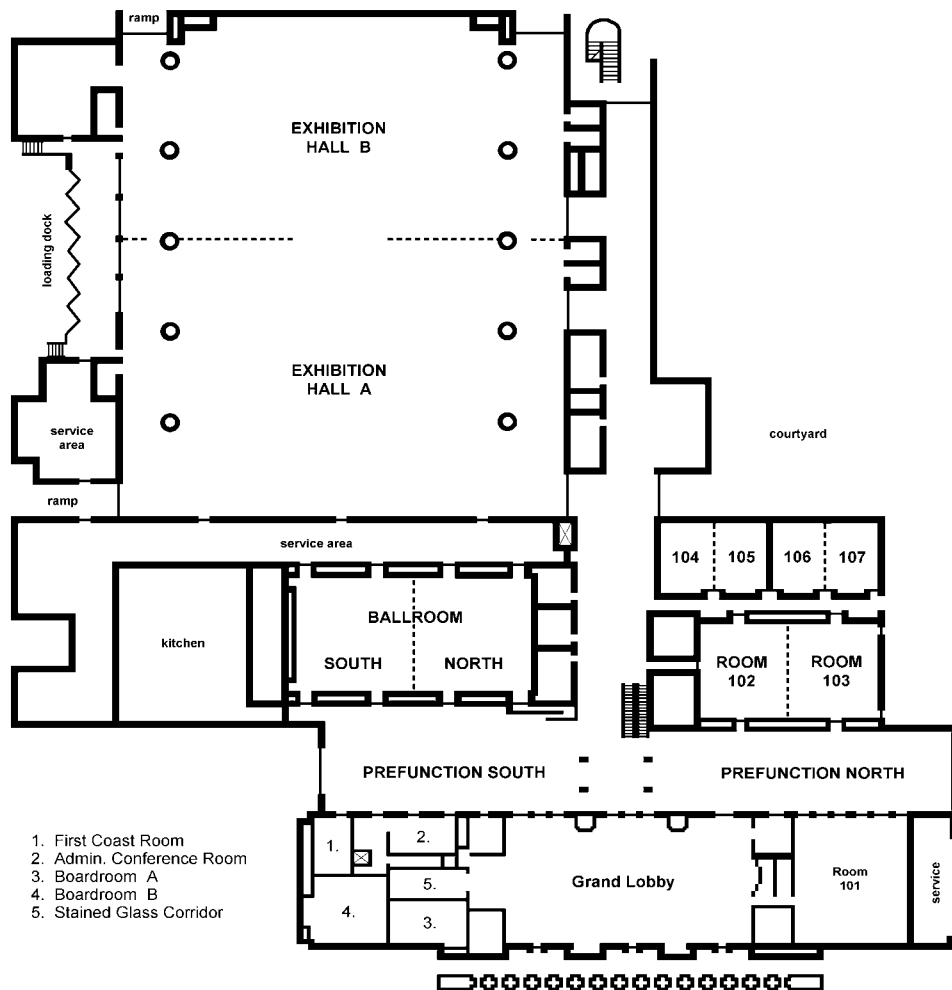 ramp
EXHIBITION
HALL B
loading dock
EXHIBITION
HALL A
service
area
courtyard
ramp
service area
104
105
106
107
BALLROOM
SOUTH
NORTH
kitchen
ROOM
102
ROOM
103
PREFUNCTION SOUTH
PREFUNCTION NORTH
1. First Coast Room
2. Admin. Conference Room
3. Boardroom A
4. Boardroom B
5. Stained Glass Corridor
1.
2.
5.
4.
3.
Grand Lobby
Room
101
service